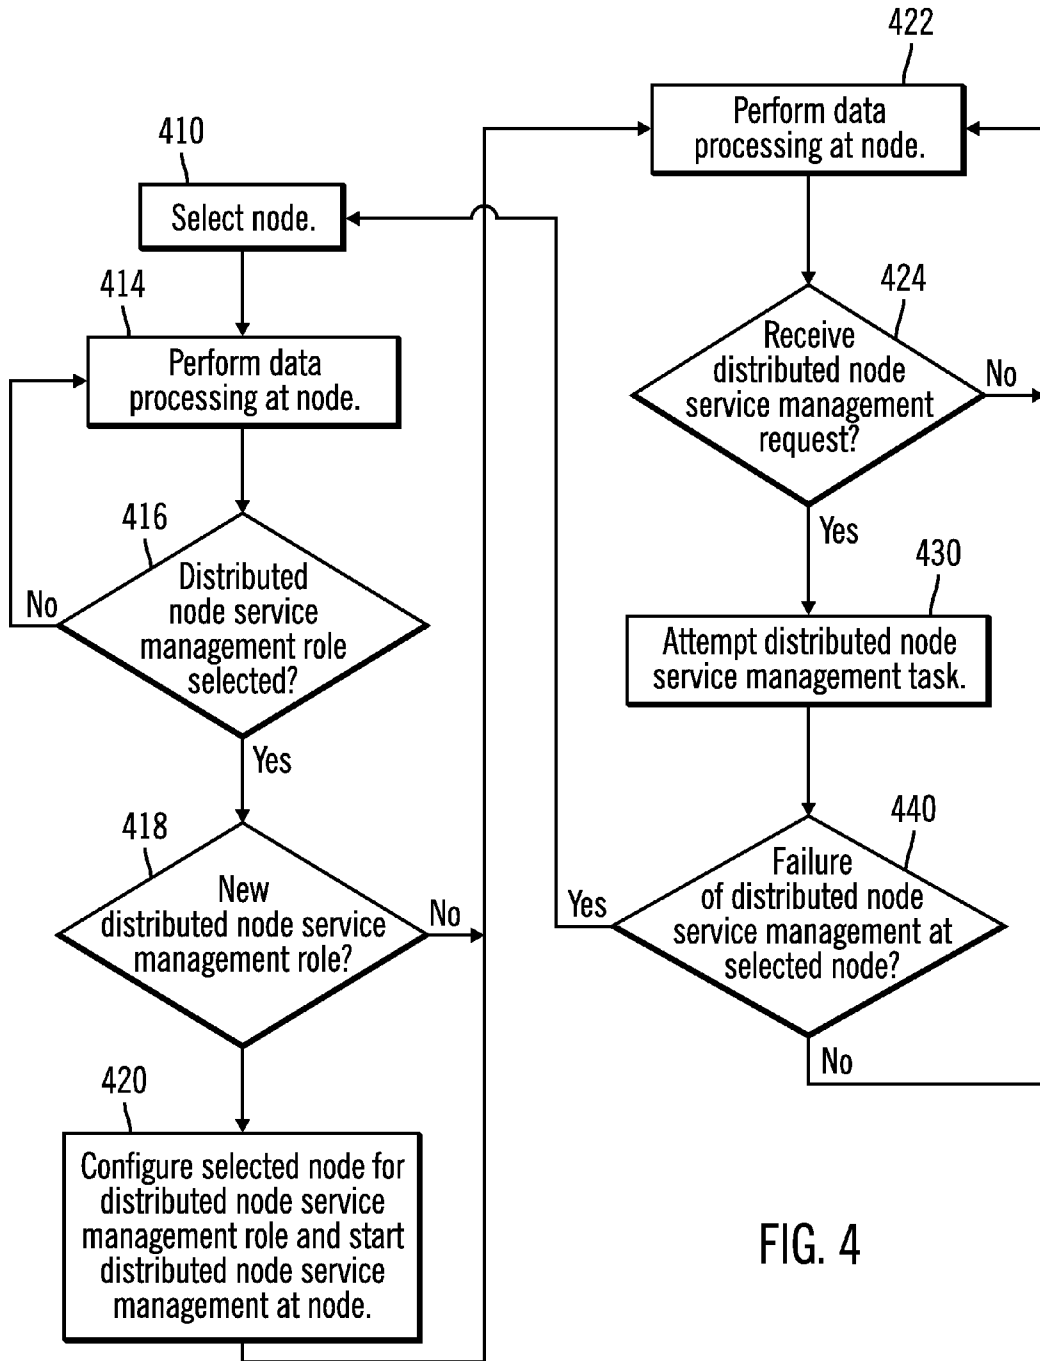 410
Select node.
414
Perform data
processing at node.
416
Distributed
node service
management role
selected?
No
Yes
418
New
distributed node service
management role?
No
420
Configure selected node for
distributed node service
management role and start
distributed node service
management at node.
422
Perform data
processing at node.
424
Receive
distributed node
service management
request?
No
Yes
430
Attempt distributed node
service management task.
440
Failure
of distributed node
service management at
selected node?
Yes
No
FIG. 4